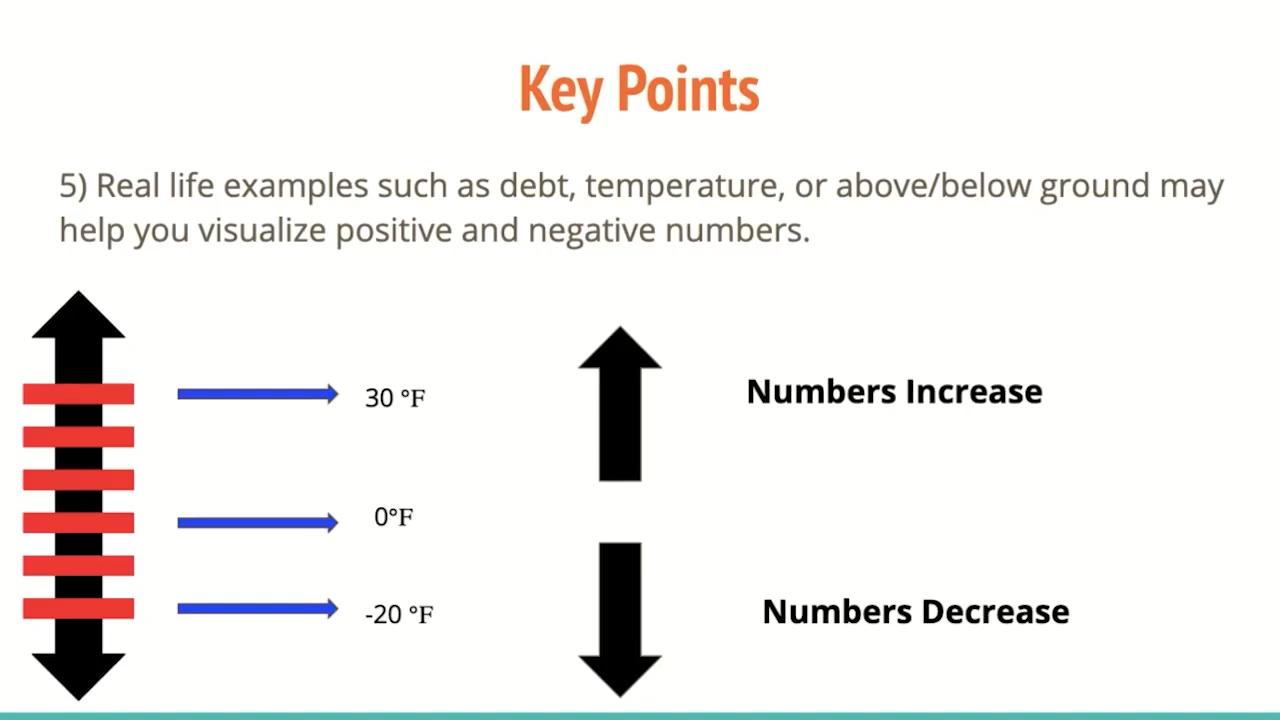 Key Points
5) Real life examples such as debt, temperature, or above/below ground may
help you visualize positive and negative numbers.
30 °F
Numbers Increase
0°F
-20 °F
Numbers Decrease